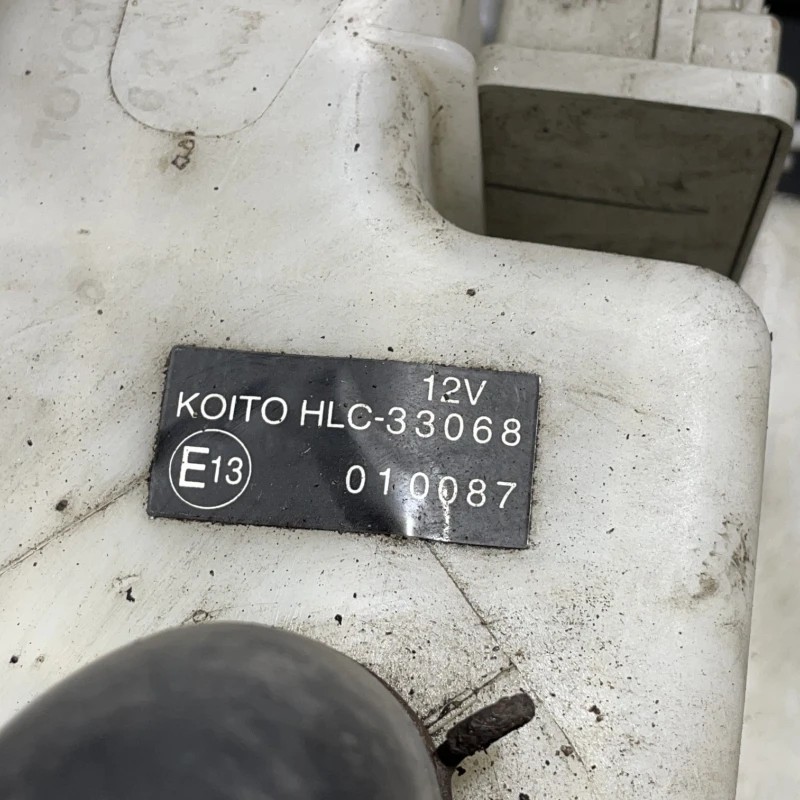 12V
KOITO HLC-33068
E13 010087